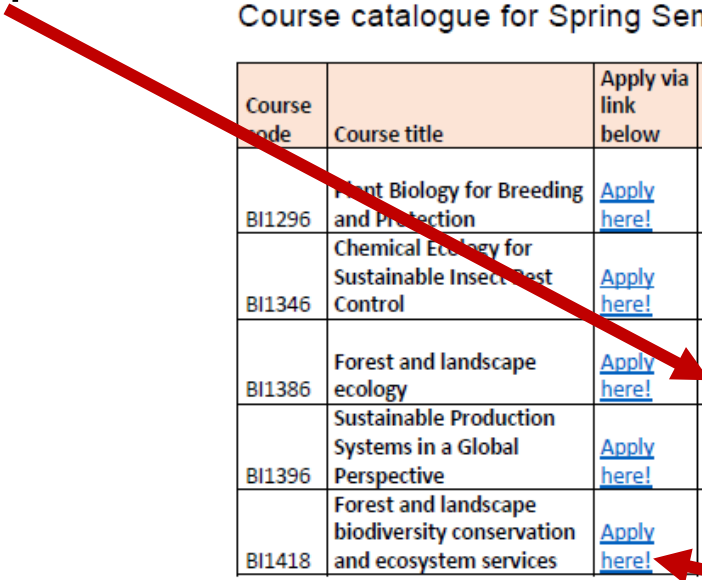 Course catalogue for Spring Sem
Course code
Course title
Apply via link below
BI1296
Plant Biology for Breeding and Protection
Apply here!
BI1346
Chemical Ecology for Sustainable Insect Pest Control
Apply here!
BI1386
Forest and landscape ecology
Apply here!
BI1396
Sustainable Production Systems in a Global Perspective
Apply here!
BI1418
Forest and landscape biodiversity conservation and ecosystem services
Apply here!